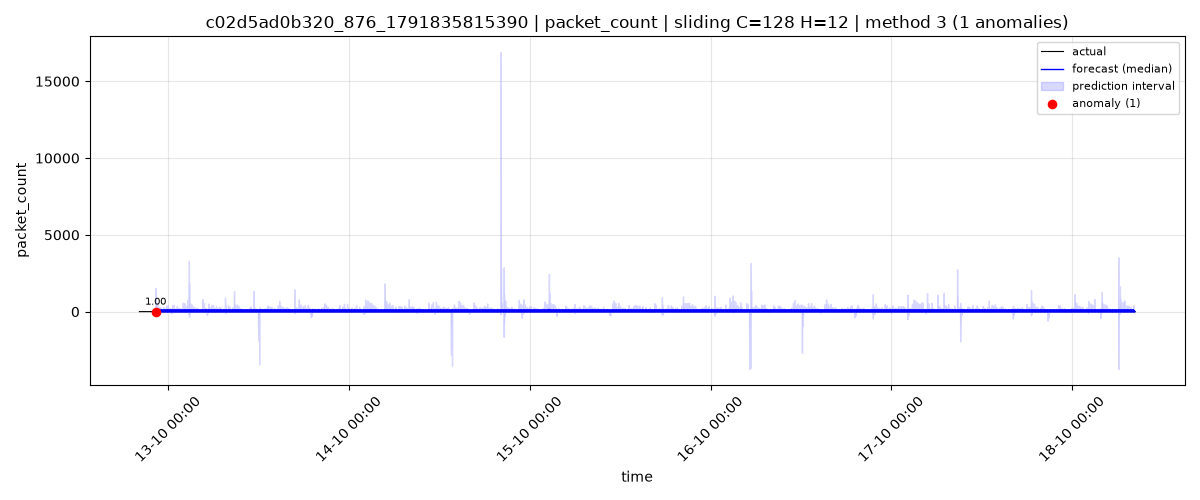 c02d5ad0b320_876_1791835815390 | packet_count | sliding C=128 H=12 | method 3 (1 anomalies)
actual
forecast (median)
prediction interval
anomaly (1)
packet_count
15000
10000
5000
0
1.00
13-10 00:00
14-10 00:00
15-10 00:00
16-10 00:00
17-10 00:00
18-10 00:00
time